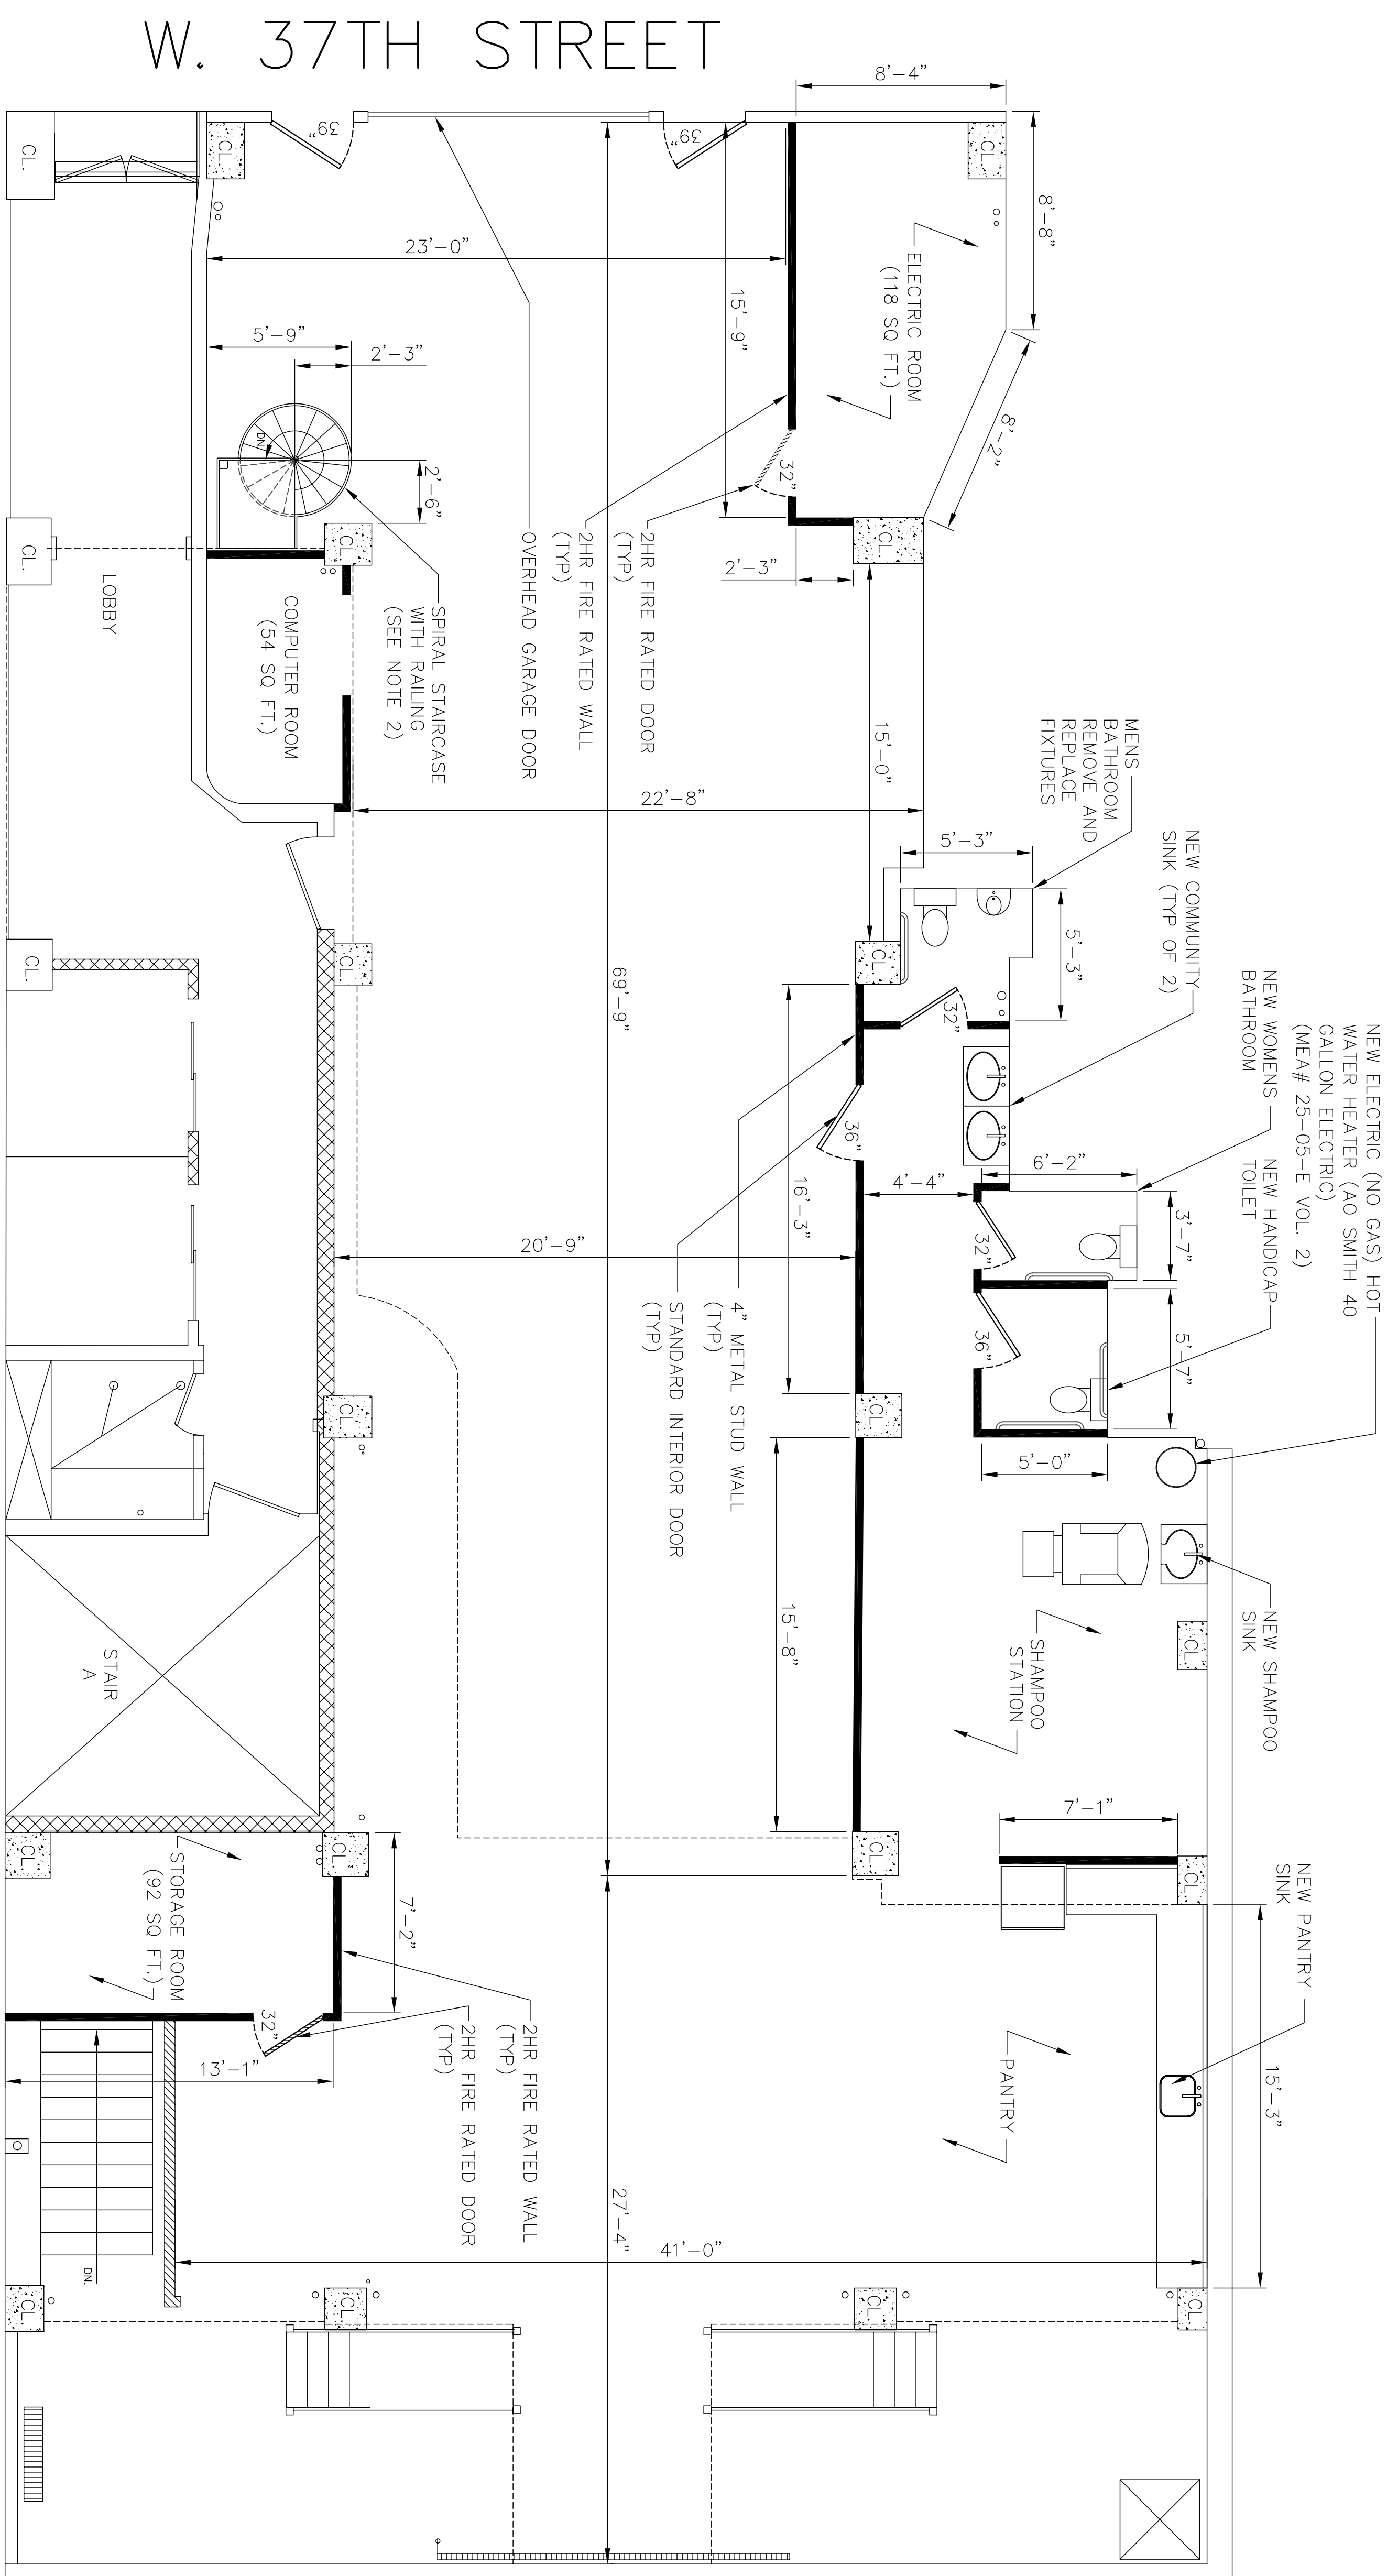 W. 37TH STREET
8'-4"
8'-8"
8'-2"
39"
39"
CL.
CL.
CL.
ELECTRIC ROOM
(118 SQ FT.)
23'-0"
15'-9"
5'-9"
2'-3"
2'-6"
DN.
32"
CL.
CL.
CL.
2'-3"
2HR FIRE RATED DOOR
(TYP)
2HR FIRE RATED WALL
(TYP)
OVERHEAD GARAGE DOOR
SPIRAL STAIRCASE
WITH RAILING
(SEE NOTE 2)
COMPUTER ROOM
(54 SQ FT.)
LOBBY
15'-0"
22'-8"
MENS
BATHROOM
REMOVE AND
REPLACE
FIXTURES
5'-3"
5'-3"
NEW COMMUNITY
SINK (TYP OF 2)
NEW WOMENS
BATHROOM
NEW HANDICAP
TOILET
NEW ELECTRIC (NO GAS) HOT
WATER HEATER (AO SMITH 40
GALLON ELECTRIC)
(MEA# 25-05-E VOL. 2)
CL.
CL.
CL.
32"
69'-9"
36"
16'-3"
4'-4"
6'-2"
3'-7"
32"
20'-9"
36"
5'-7"
5'-0"
4" METAL STUD WALL
(TYP)
STANDARD INTERIOR DOOR
(TYP)
CL.
CL.
15'-8"
NEW SHAMPOO
SINK
SHAMPOO
STATION
CL.
STAIR
A
7'-1"
CL.
CL.
CL.
CL.
7'-2"
STORAGE ROOM
(92 SQ FT.)
32"
13'-1"
NEW PANTRY
SINK
15'-3"
PANTRY
2HR FIRE RATED WALL
(TYP)
2HR FIRE RATED DOOR
(TYP)
27'-4"
41'-0"
DN.
CL.
CL.
CL.
CL.